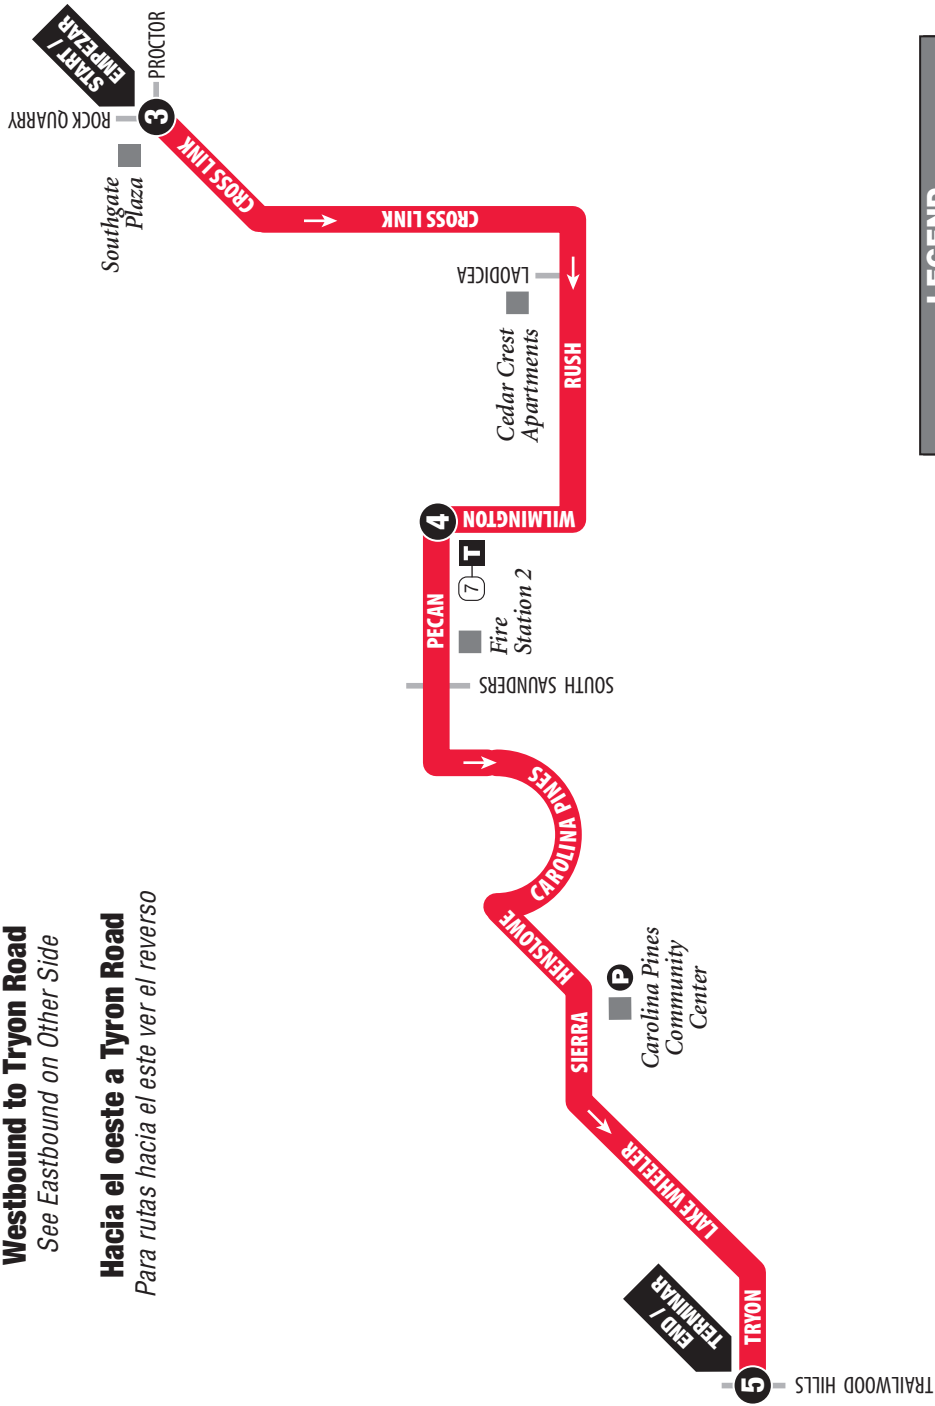 Westbound to Tryon Road
See Eastbound on Other Side
Hacia el oeste a Tyron Road
Para rutas hacia el este ver el reverso
START /
EMPEZAR
ROCK QUARRY
PROCTOR
3
Southgate
Plaza
CROSS LINK
CROSS LINK
LAODICEA
Cedar Crest
Apartments
RUSH
WILMINGTON
4
7
T
PECAN
Fire
Station 2
SOUTH SAUNDERS
CAROLINA PINES
HENSLOWE
SIERRA
P
Carolina Pines
Community
Center
LAKE WHEELER
TRYON
END /
TERMINAR
5
TRAILWOOD HILLS
LEGEND